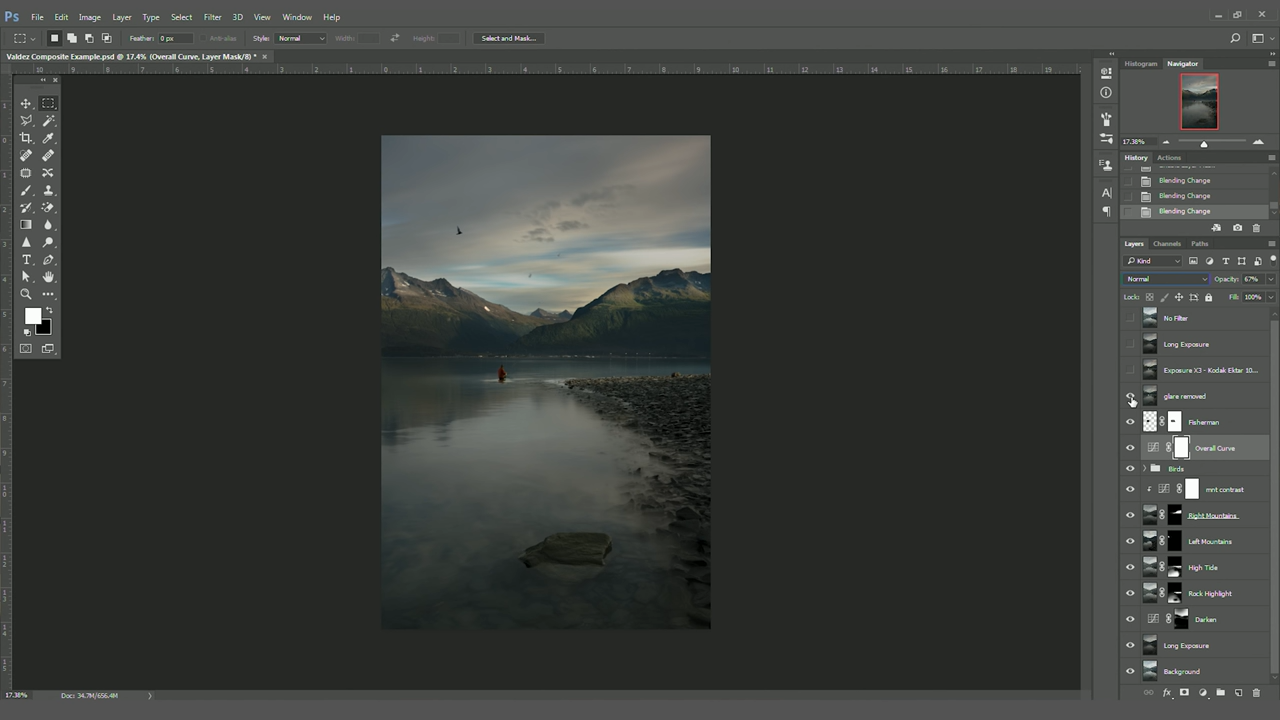 Ps File Edit Image Layer Type Select Filter 3D View Window Help
Feather: 0 px Anti-alias Style: Normal Width: Height: Select and Mask...
Valdez Composite Example.psd @ 17.4% (Overall Curve, Layer Mask/8) *
Histogram Navigator
17.38%
History Actions
Blending Change
Blending Change
Blending Change
Layers Channels Paths
Kind
Normal Opacity: 67%
Lock: Fill: 100%
No Filter
Long Exposure
Exposure X3 - Kodak Ektar 10...
glare removed
Fisherman
Overall Curve
Birds
mnt contrast
Right Mountains
Left Mountains
High Tide
Rock Highlight
Darken
Long Exposure
Background
17.38% Doc: 34.7M/656.4M